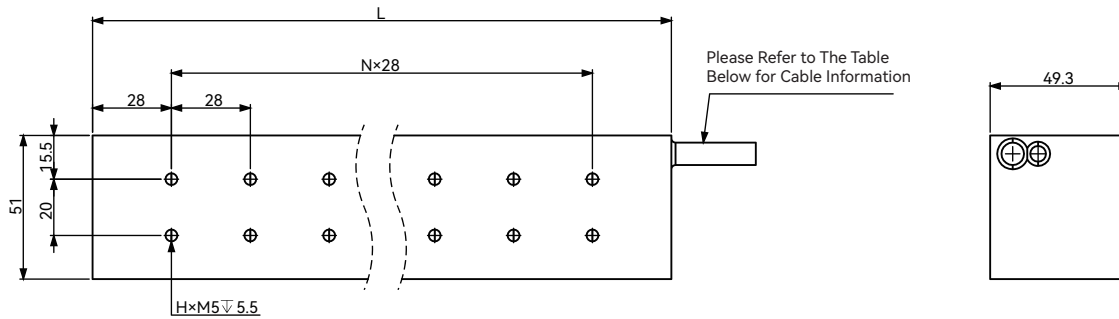 L
N×28
Please Refer to The Table
Below for Cable Information
28
28
49.3
15.5
51
20
H×M5↧5.5